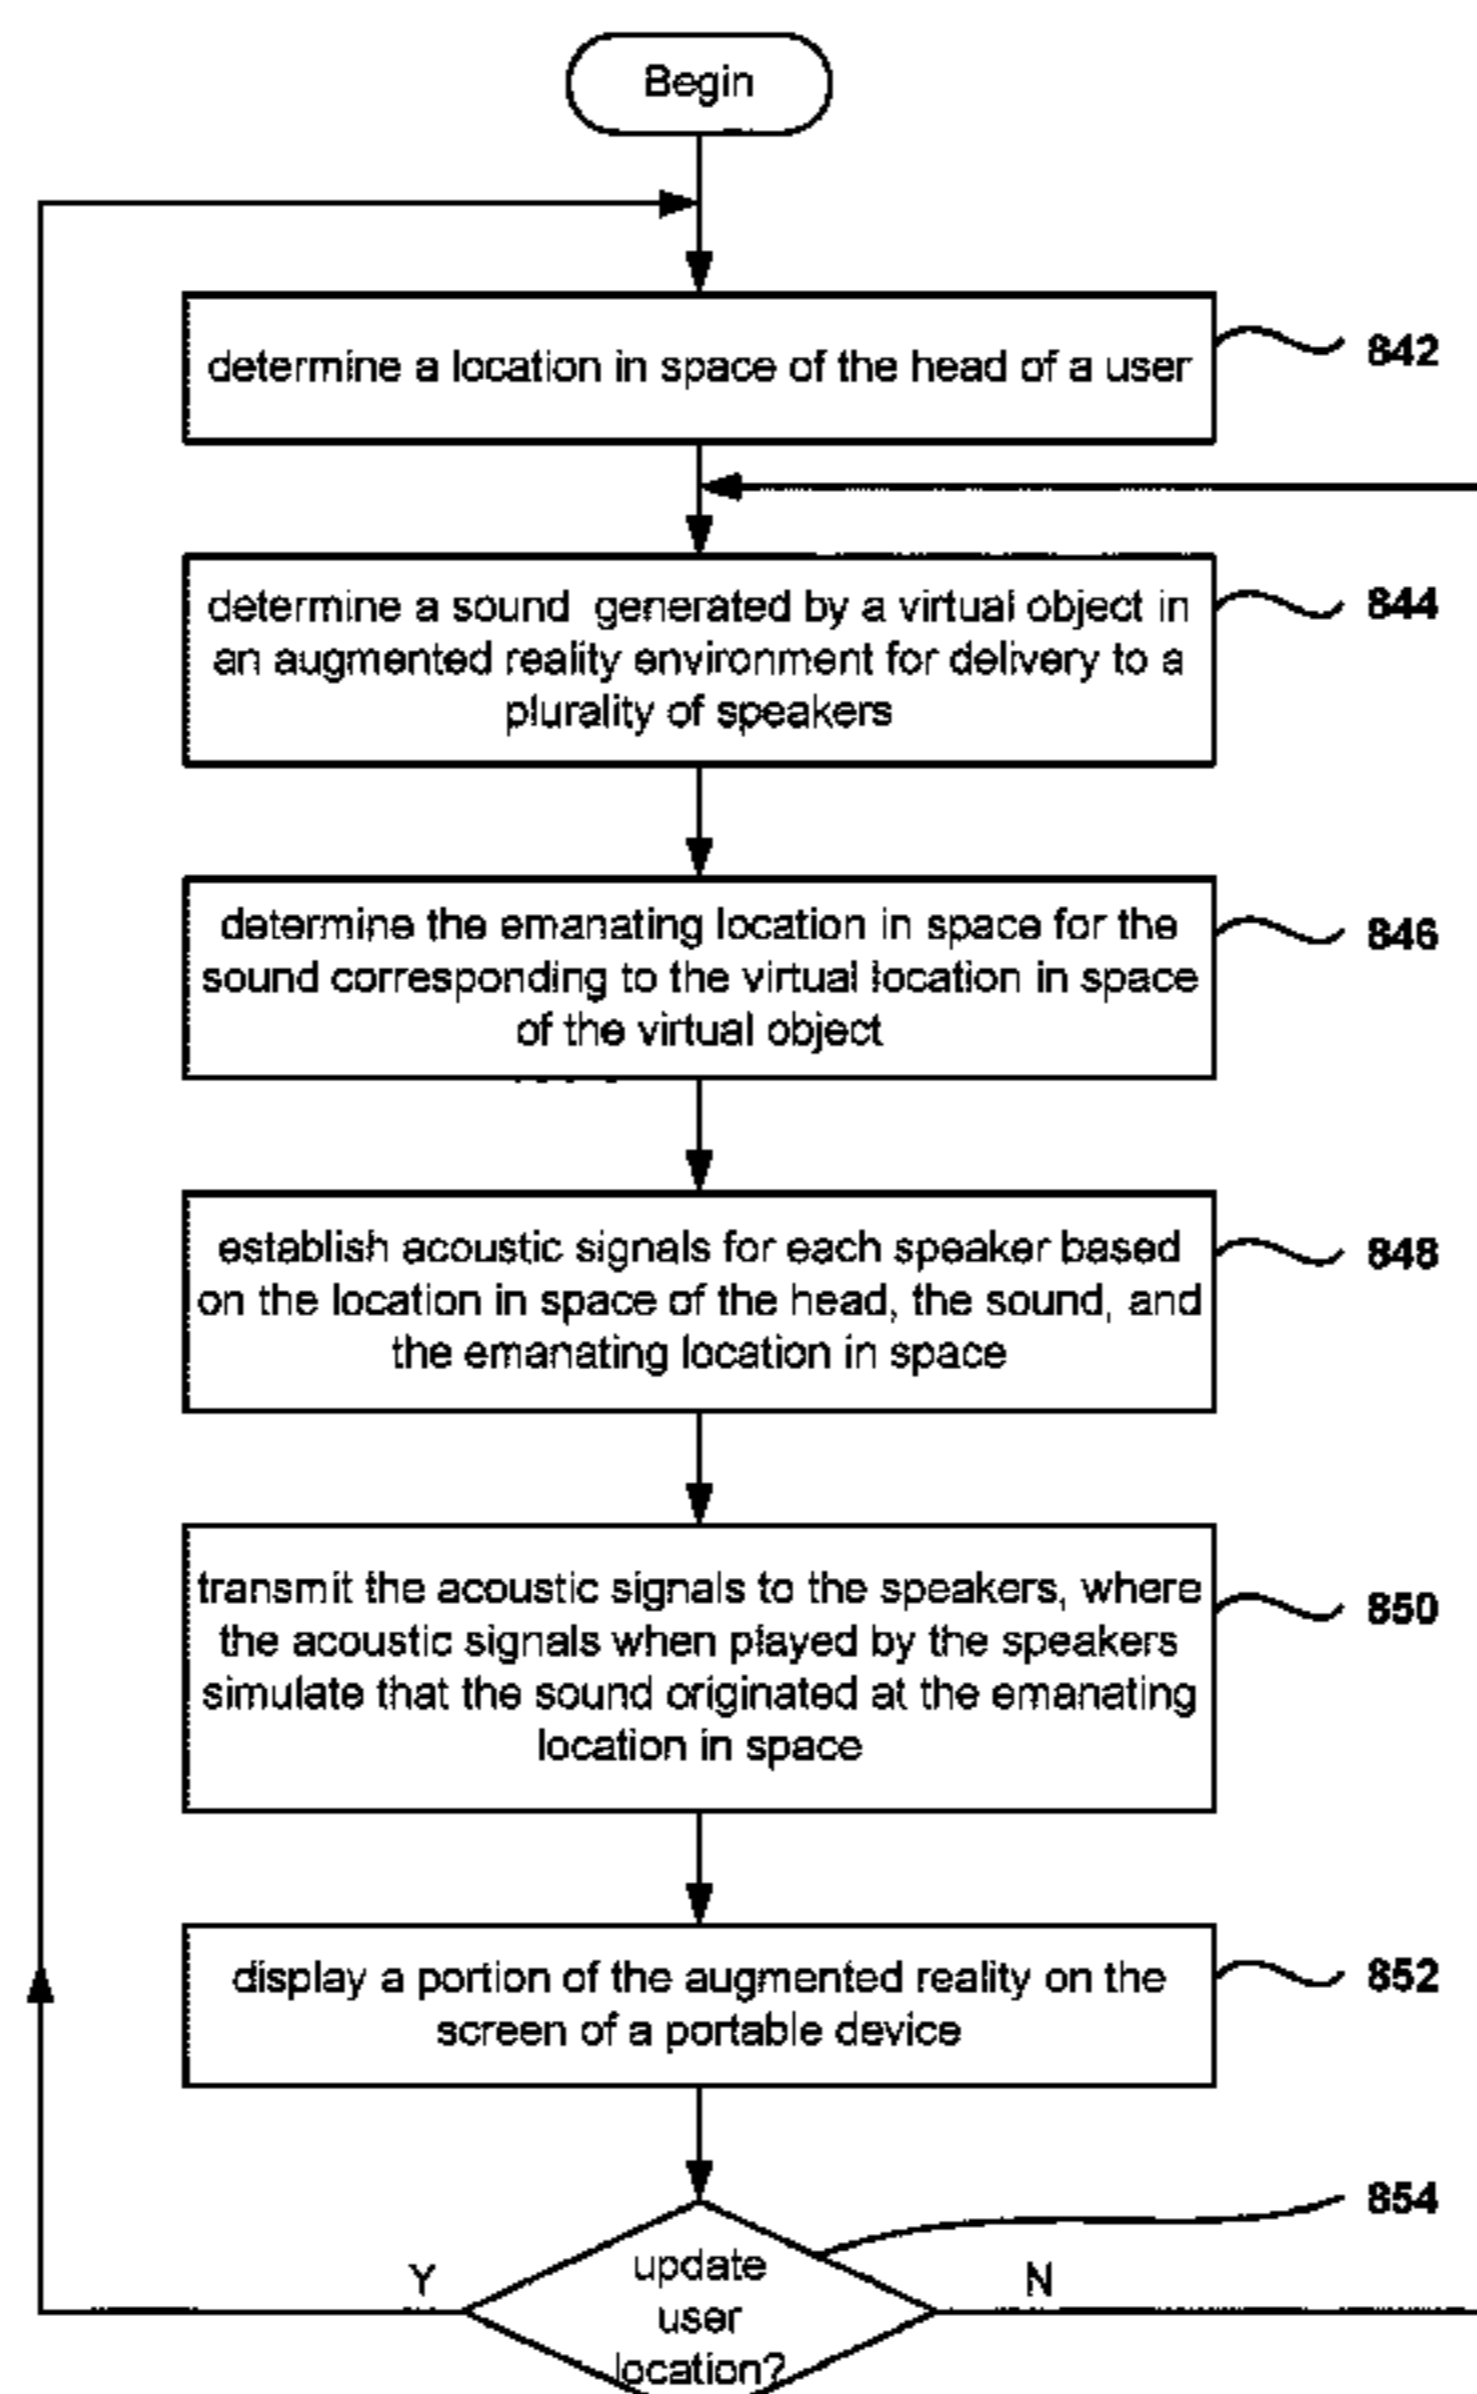 Begin
determine a location in space of the head of a user
842
determine a sound generated by a virtual object in
an augmented reality environment for delivery to a
plurality of speakers
844
determine the emanating location in space for the
sound corresponding to the virtual location in space
of the virtual object
846
establish acoustic signals for each speaker based
on the location in space of the head, the sound, and
the emanating location in space
848
transmit the acoustic signals to the speakers, where
the acoustic signals when played by the speakers
simulate that the sound originated at the emanating
location in space
850
display a portion of the augmented reality on the
screen of a portable device
852
854
Y
update
user
location?
N